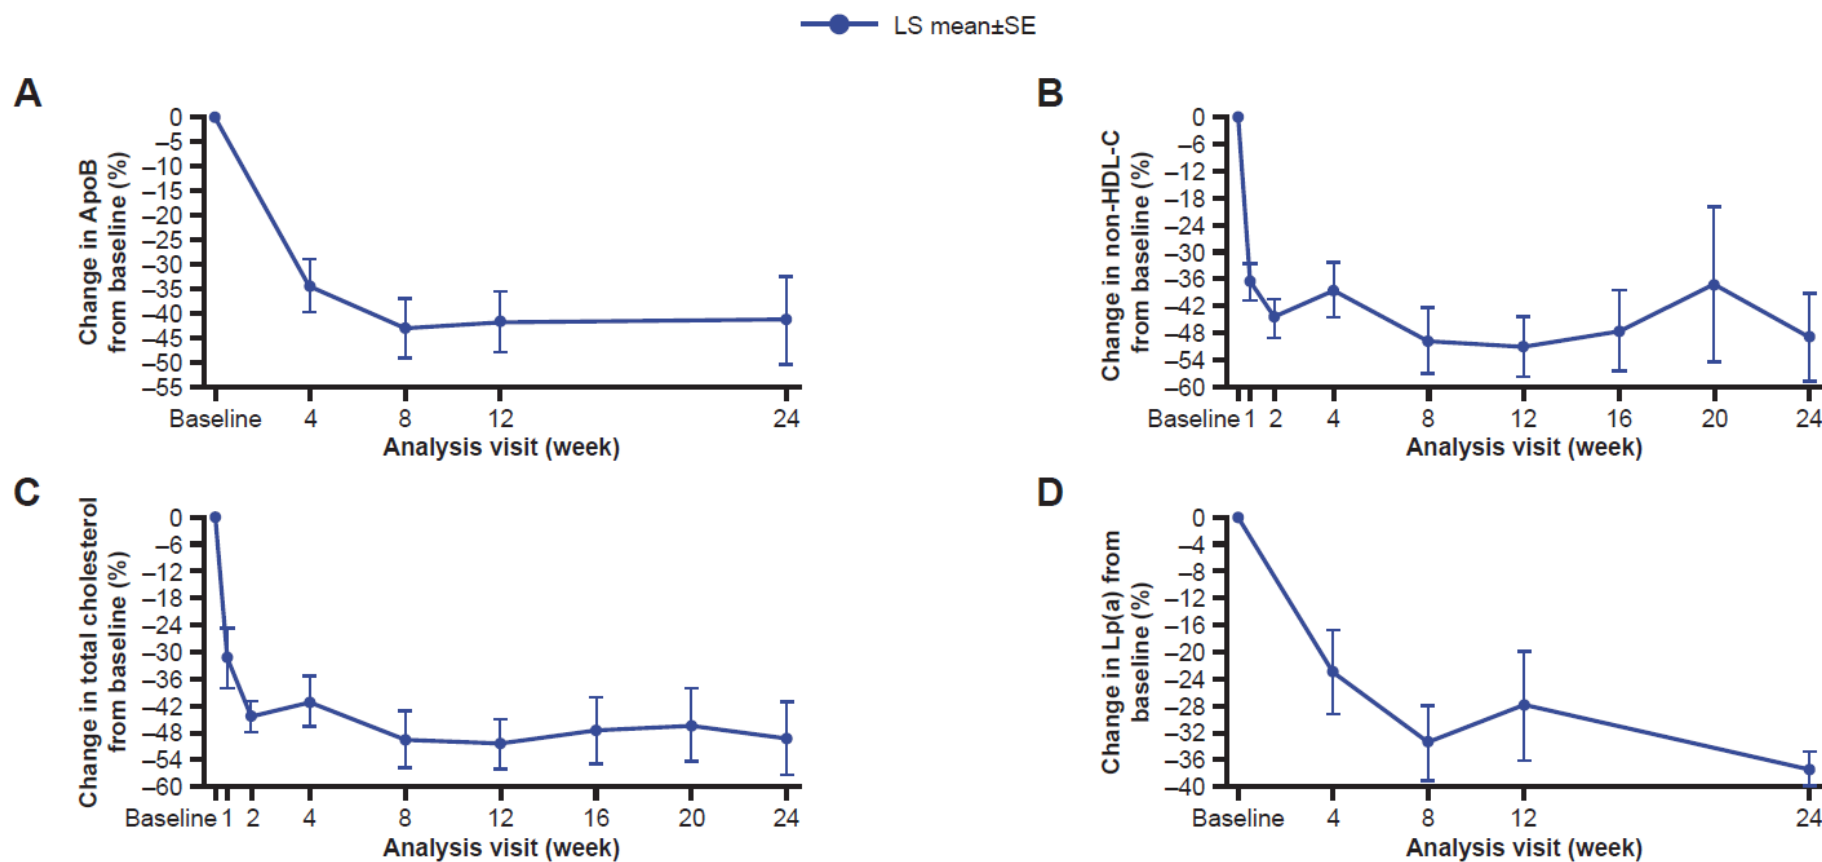 LS mean±SE
A
Change in ApoB
from baseline (%)
0
–5
–10
–15
–20
–25
–30
–35
–40
–45
–50
–55
Baseline 4 8 12 24
Analysis visit (week)
B
Change in non-HDL-C
from baseline (%)
0
–6
–12
–18
–24
–30
–36
–42
–48
–54
–60
Baseline 1 2 4 8 12 16 20 24
Analysis visit (week)
C
Change in total cholesterol
from baseline (%)
0
–6
–12
–18
–24
–30
–36
–42
–48
–54
–60
Baseline 1 2 4 8 12 16 20 24
Analysis visit (week)
D
Change in Lp(a) from
baseline (%)
0
–4
–8
–12
–16
–20
–24
–28
–32
–36
–40
Baseline 4 8 12 24
Analysis visit (week)